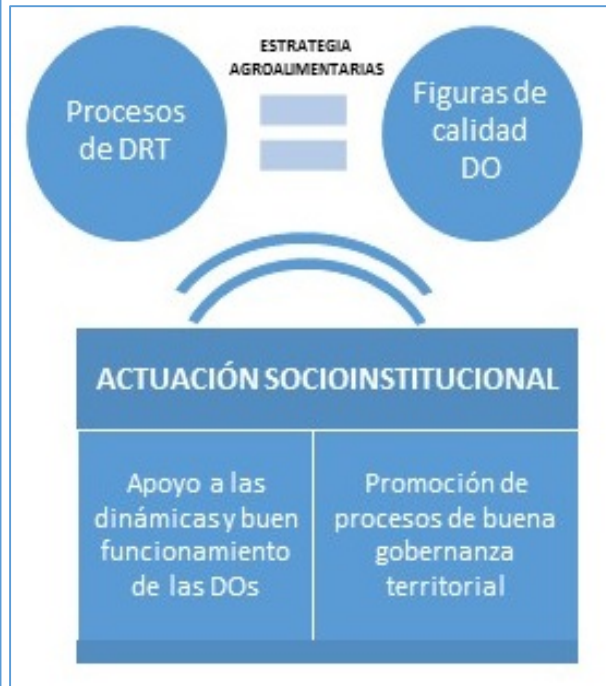 ESTRATEGIA
AGROALIMENTARIAS
Procesos
de DRT
Figuras de
calidad
DO
ACTUACIÓN SOCIOINSTITUCIONAL
Apoyo a las
dinámicas y buen
funcionamiento
de las DOs
Promoción de
procesos de buena
gobernanza
territorial